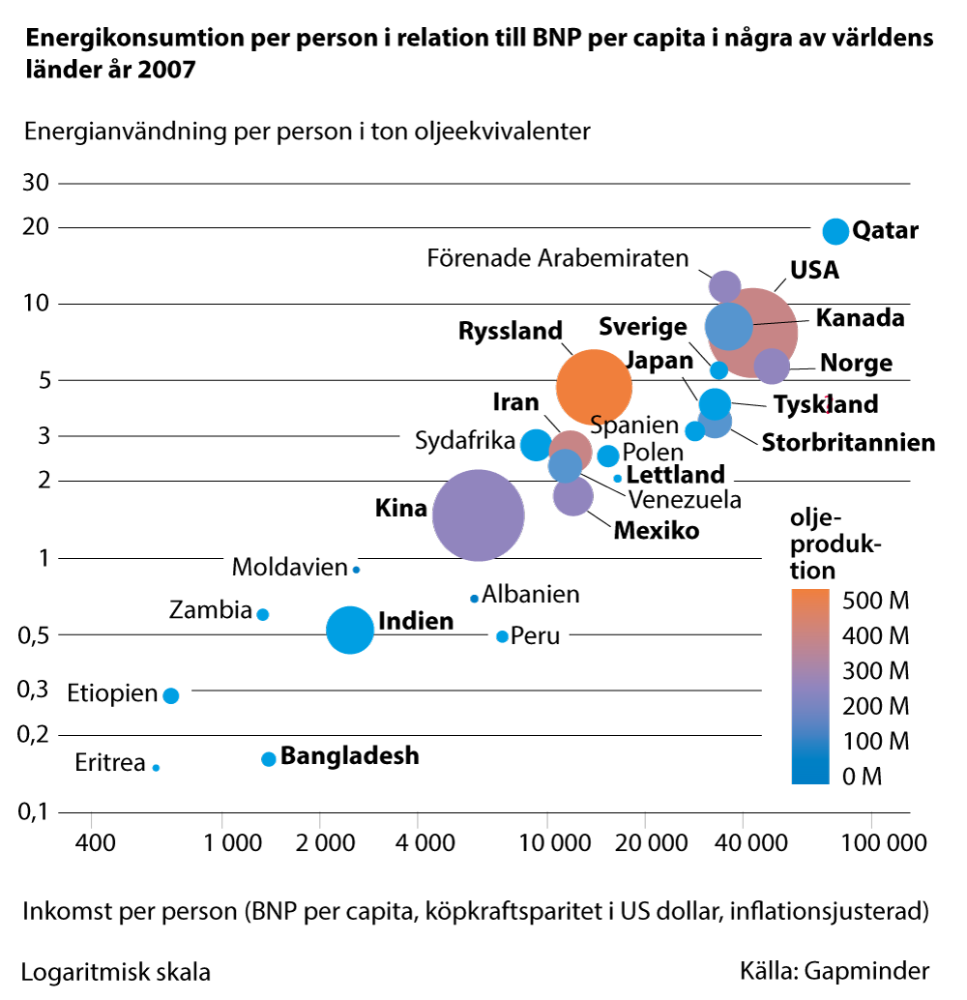 Energikonsumtion per person i relation till BNP per capita i några av världens
länder år 2007
Energianvändning per person i ton oljeekvivalenter
30
20
Qatar
Förenade Arabemiraten
USA
10
Kanada
Sverige
Ryssland
Japan
Norge
5
Iran
Tyskland
Spanien
3
Sydafrika
Storbritannien
Polen
2
Lettland
Venezuela
Kina
Mexiko
olje-
produk-
tion
1
Moldavien
Albanien
500 M
Zambia
Indien
0,5
Peru
400 M
300 M
0,3
Etiopien
200 M
0,2
100 M
Eritrea
Bangladesh
0 M
0,1
400
1 000
2 000
4 000
10 000
20 000
40 000
100 000
Inkomst per person (BNP per capita, köpkraftsparitet i US dollar, inflationsjusterad)
Logaritmisk skala
Källa: Gapminder